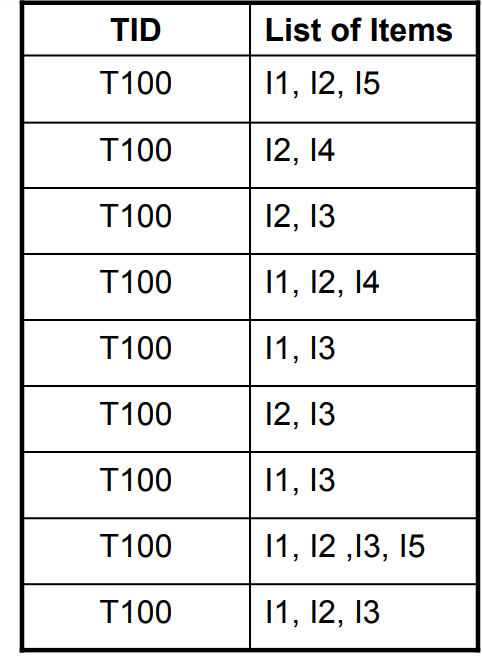 TID List of Items
T100 I1, I2, I5
T100 I2, I4
T100 I2, I3
T100 I1, I2, I4
T100 I1, I3
T100 I2, I3
T100 I1, I3
T100 I1, I2 ,I3, I5
T100 I1, I2, I3